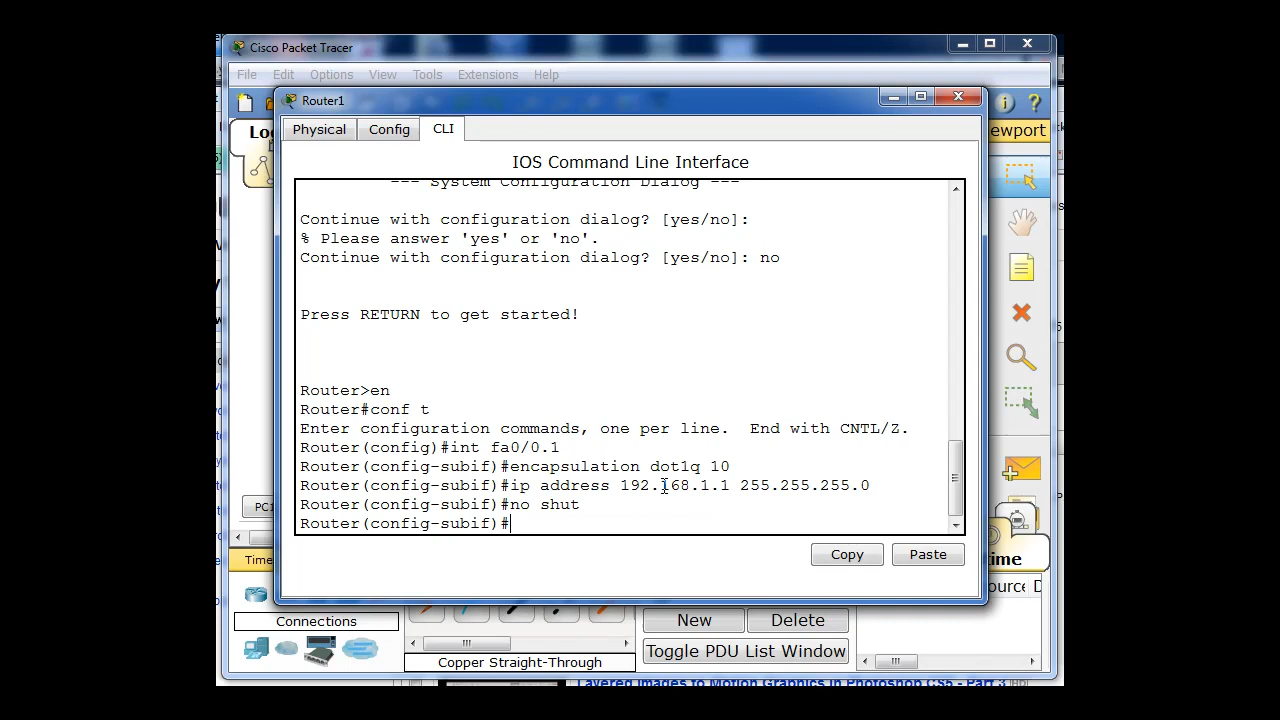 Cisco Packet Tracer
File Edit Options View Tools Extensions Help
Router1
Physical Config CLI
IOS Command Line Interface
--- System Configuration Dialog ---
Continue with configuration dialog? [yes/no]:
% Please answer 'yes' or 'no'.
Continue with configuration dialog? [yes/no]: no
Press RETURN to get started!
Router>en
Router#conf t
Enter configuration commands, one per line.  End with CNTL/Z.
Router(config)#int fa0/0.1
Router(config-subif)#encapsulation dot1q 10
Router(config-subif)#ip address 192.168.1.1 255.255.255.0
Router(config-subif)#no shut
Router(config-subif)#
Copy Paste
Connections
New Delete
Toggle PDU List Window
Copper Straight-Through
Layered Images to Motion Graphics in Photoshop CS5 - Part 3